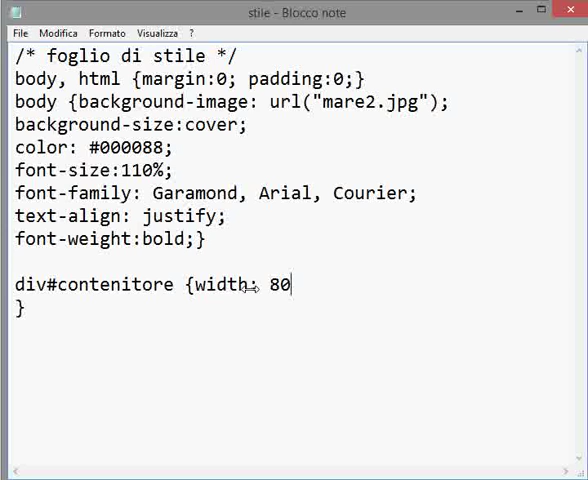 stile - Blocco note
File Modifica Formato Visualizza ?
/* foglio di stile */
body, html {margin:0; padding:0;}
body {background-image: url("mare2.jpg");
background-size:cover;
color: #000088;
font-size:110%;
font-family: Garamond, Arial, Courier;
text-align: justify;
font-weight:bold;}
div#contenitore {width: 80
}